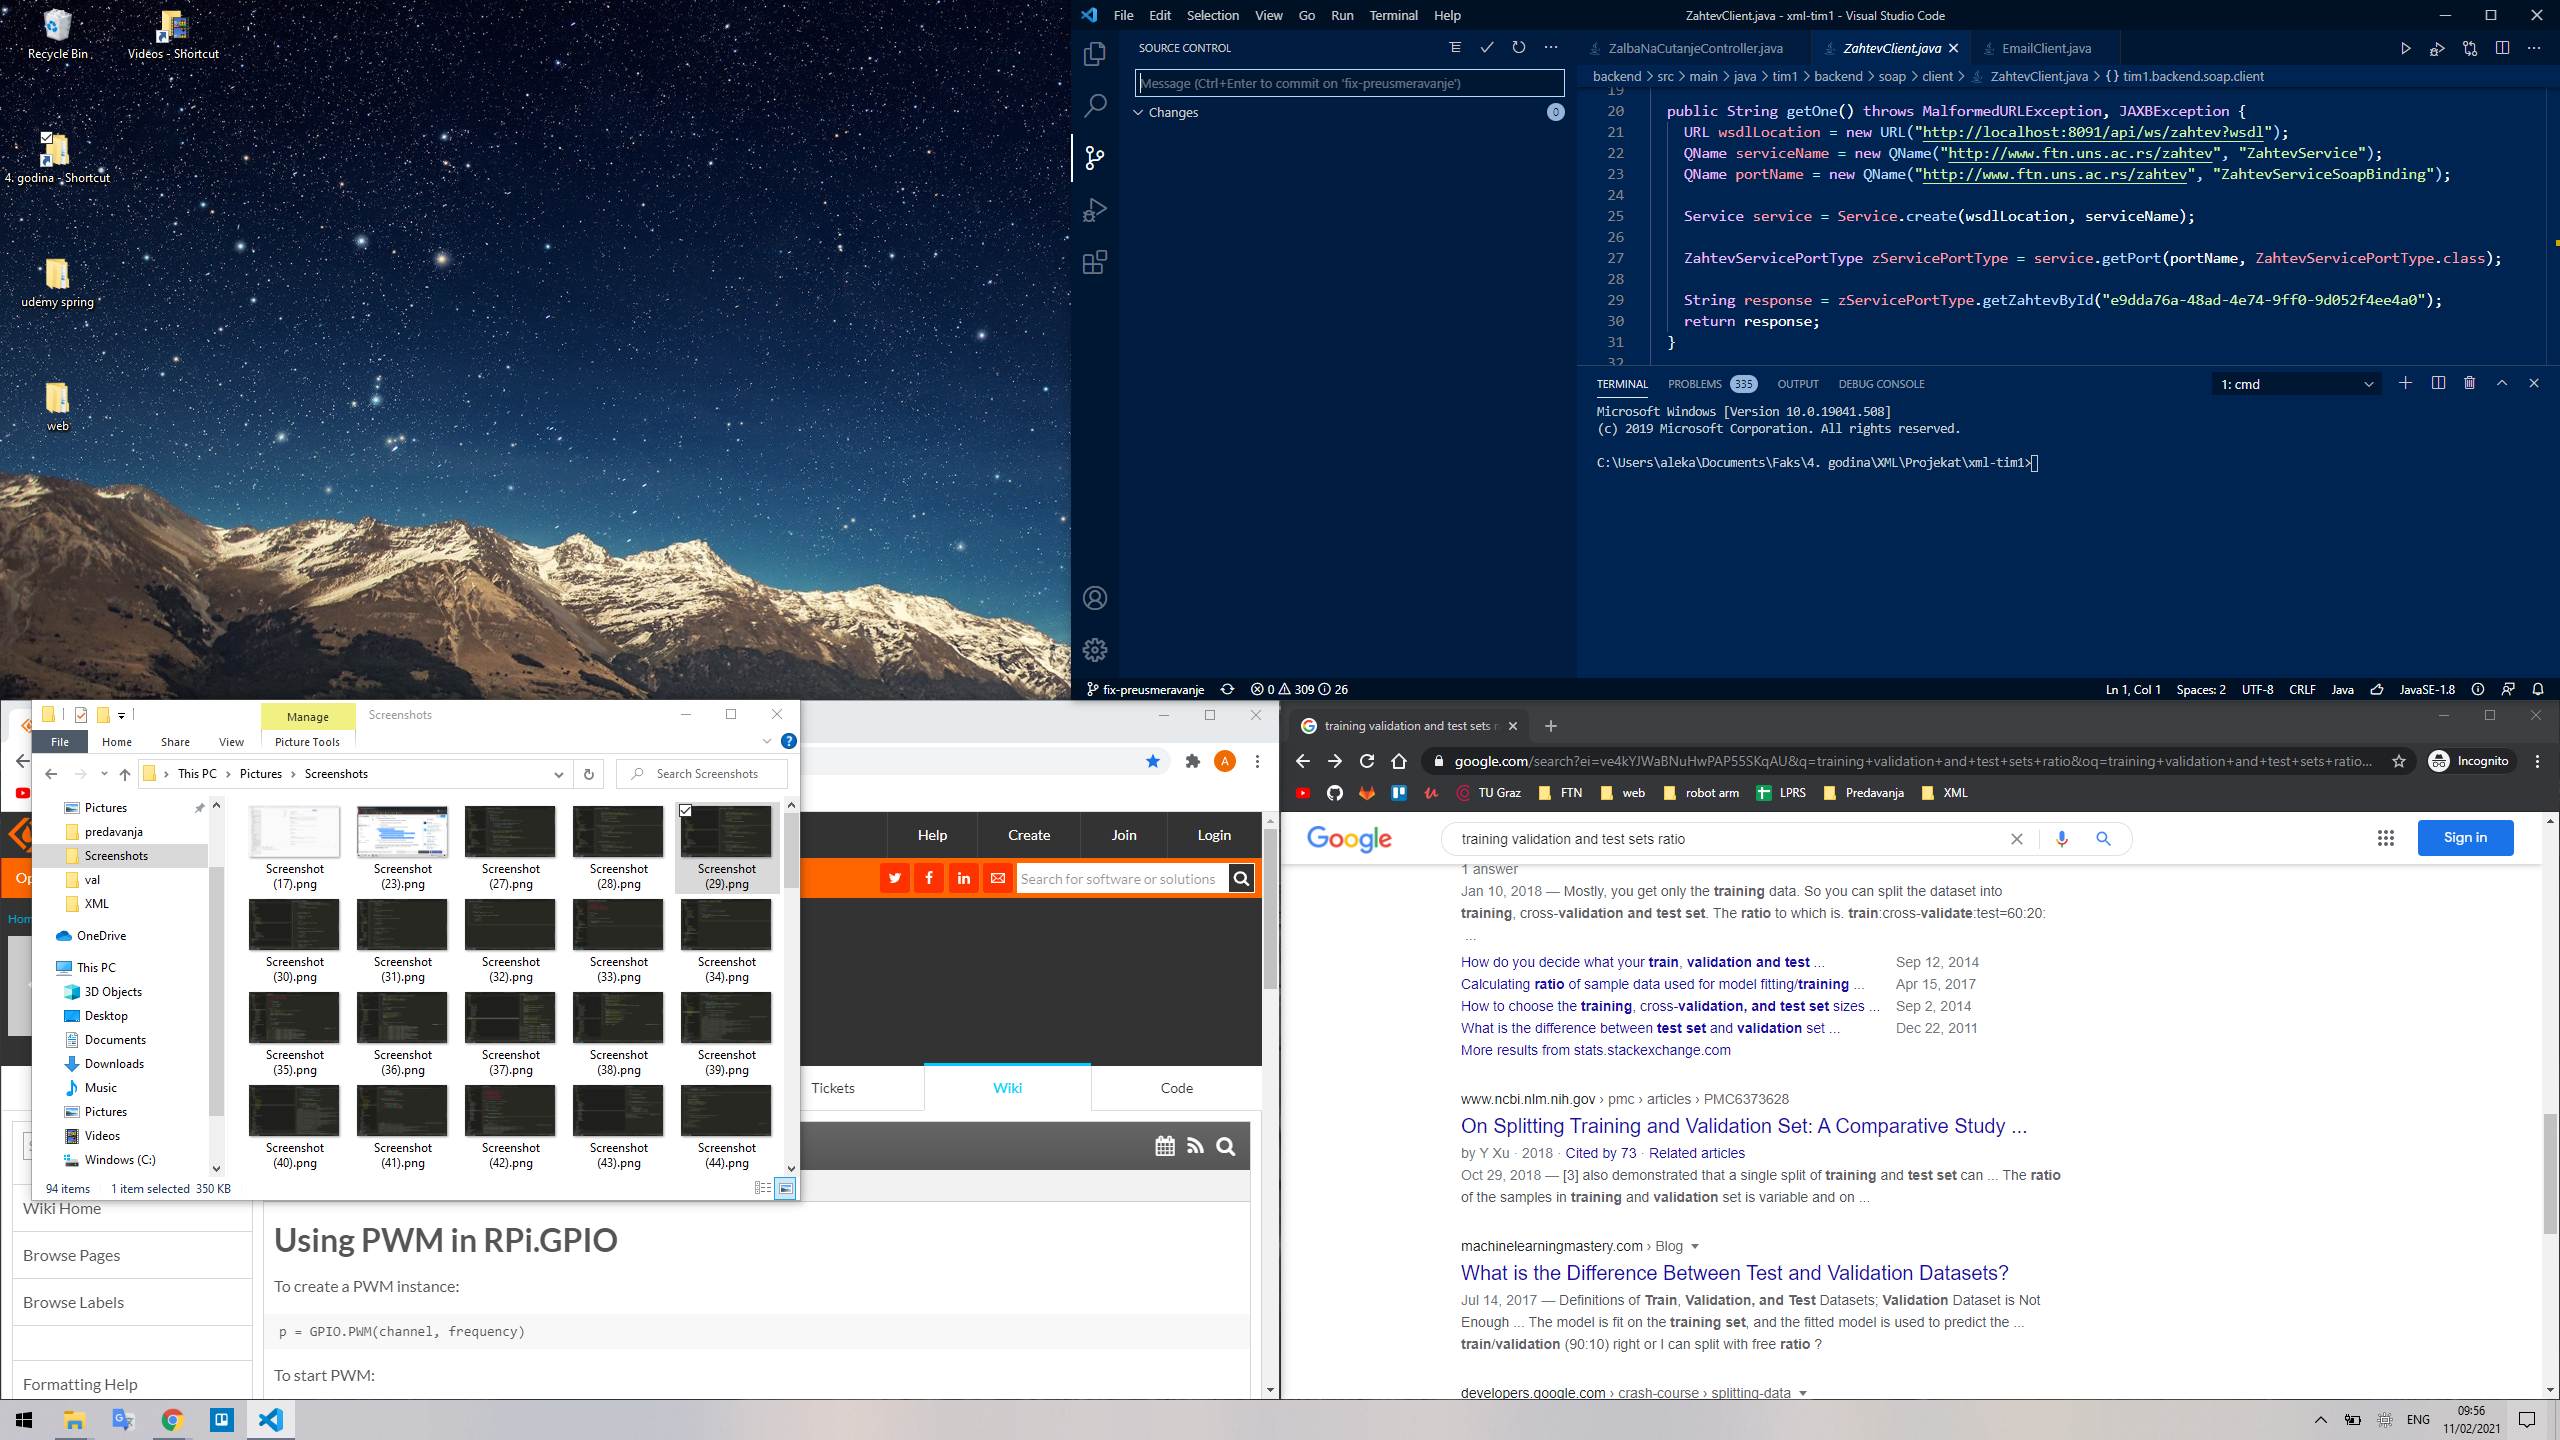 Recycle Bin
Videos - Shortcut
4. godina - Shortcut
udemy spring
web
File Edit Selection View Go Run Terminal Help
ZahtevClient.java - xml-tim1 - Visual Studio Code
SOURCE CONTROL
Message (Ctrl+Enter to commit on 'fix-preusmeravanje')
Changes
0
ZalbaNaCutanjeController.java
ZahtevClient.java
EmailClient.java
backend > src > main > java > tim1 > backend > soap > client > ZahtevClient.java > {} tim1.backend.soap.client
19
20 public String getOne() throws MalformedURLException, JAXBException {
21 URL wsdlLocation = new URL("http://localhost:8091/api/ws/zahtev?wsdl");
22 QName serviceName = new QName("http://www.ftn.uns.ac.rs/zahtev", "ZahtevService");
23 QName portName = new QName("http://www.ftn.uns.ac.rs/zahtev", "ZahtevServiceSoapBinding");
24
25 Service service = Service.create(wsdlLocation, serviceName);
26
27 ZahtevServicePortType zServicePortType = service.getPort(portName, ZahtevServicePortType.class);
28
29 String response = zServicePortType.getZahtevById("e9dda76a-48ad-4e74-9ff0-9d052f4ee4a0");
30 return response;
31 }
32
TERMINAL PROBLEMS 335 OUTPUT DEBUG CONSOLE
1: cmd
Microsoft Windows [Version 10.0.19041.508]
(c) 2019 Microsoft Corporation. All rights reserved.
C:\Users\aleka\Documents\Faks\4. godina\XML\Projekat\xml-tim1>
fix-preusmeravanje
0 309 26
Ln 1, Col 1 Spaces: 2 UTF-8 CRLF Java JavaSE-1.8
Manage
Screenshots
File Home Share View Picture Tools
This PC > Pictures > Screenshots
Search Screenshots
Pictures
predavanja
Screenshots
val
XML
OneDrive
This PC
3D Objects
Desktop
Documents
Downloads
Music
Pictures
Videos
Windows (C:)
Screenshot (17).png
Screenshot (23).png
Screenshot (27).png
Screenshot (28).png
Screenshot (29).png
Screenshot (30).png
Screenshot (31).png
Screenshot (32).png
Screenshot (33).png
Screenshot (34).png
Screenshot (35).png
Screenshot (36).png
Screenshot (37).png
Screenshot (38).png
Screenshot (39).png
Screenshot (40).png
Screenshot (41).png
Screenshot (42).png
Screenshot (43).png
Screenshot (44).png
94 items 1 item selected 350 KB
A
Help Create Join Login
Search for software or solutions
Tickets Wiki Code
Wiki Home
Browse Pages
Browse Labels
Formatting Help
Using PWM in RPi.GPIO
To create a PWM instance:
p = GPIO.PWM(channel, frequency)
To start PWM:
training validation and test sets r
google.com/search?ei=ve4kYJWaBNuHwPAP55SKqAU&q=training+validation+and+test+sets+ratio&oq=training+validation+and+test+sets+ratio...
Incognito
TU Graz FTN web robot arm LPRS Predavanja XML
Google
training validation and test sets ratio
Sign in
1 answer
Jan 10, 2018 — Mostly, you get only the training data. So you can split the dataset into
training, cross-validation and test set. The ratio to which is. train:cross-validate:test=60:20:
...
How do you decide what your train, validation and test ... Sep 12, 2014
Calculating ratio of sample data used for model fitting/training ... Apr 15, 2017
How to choose the training, cross-validation, and test set sizes ... Sep 2, 2014
What is the difference between test set and validation set ... Dec 22, 2011
More results from stats.stackexchange.com
www.ncbi.nlm.nih.gov › pmc › articles › PMC6373628
On Splitting Training and Validation Set: A Comparative Study ...
by Y Xu · 2018 · Cited by 73 · Related articles
Oct 29, 2018 — [3] also demonstrated that a single split of training and test set can ... The ratio
of the samples in training and validation set is variable and on ...
machinelearningmastery.com › Blog
What is the Difference Between Test and Validation Datasets?
Jul 14, 2017 — Definitions of Train, Validation, and Test Datasets; Validation Dataset is Not
Enough ... The model is fit on the training set, and the fitted model is used to predict the ...
train/validation (90:10) right or I can split with free ratio ?
developers.google.com › crash-course › splitting-data
ENG
09:56
11/02/2021